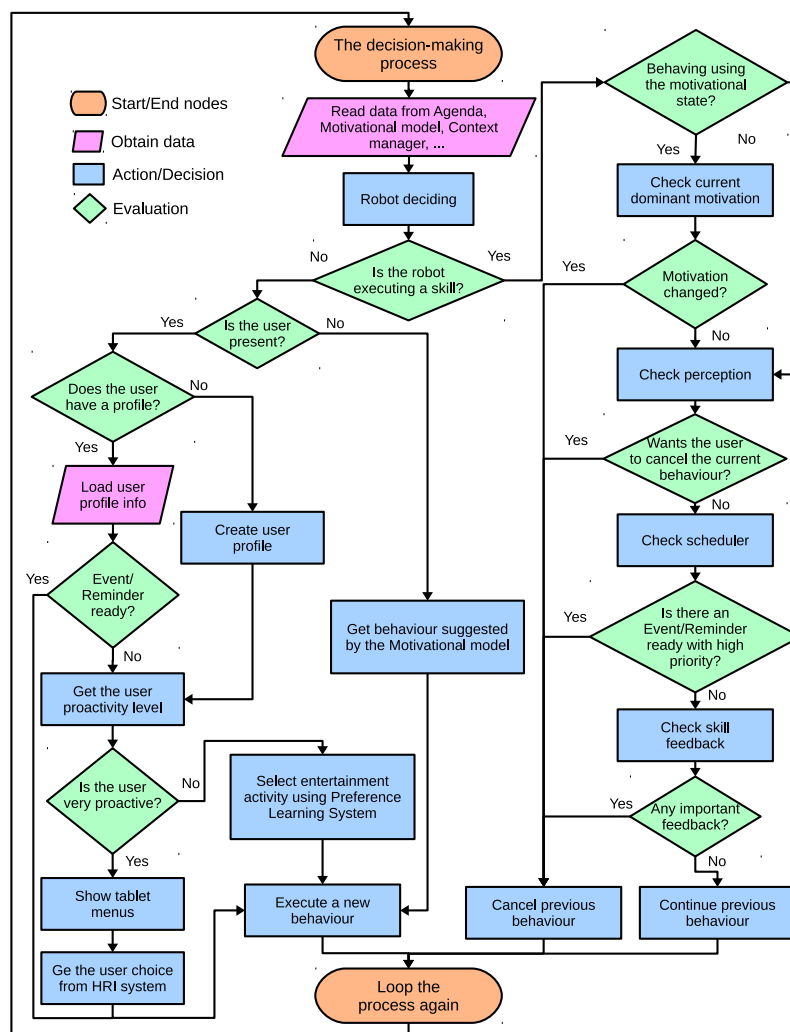 The decision-making
process
Start/End nodes
Obtain data
Action/Decision
Evaluation
Read data from Agenda,
Motivational model, Context
manager, ...
Robot deciding
No
Is the robot
executing a skill?
Yes
Yes
Is the user
present?
No
Does the user
have a profile?
No
Yes
Load user
profile info
Create user
profile
Yes
Event/
Reminder
ready?
No
Get the user
proactivity level
Get behaviour suggested
by the Motivational model
Is the user
very proactive?
No
Yes
Select entertainment
activity using Preference
Learning System
Show tablet
menus
Ge the user choice
from HRI system
Execute a new
behaviour
Behaving using
the motivational
state?
Yes
No
Check current
dominant motivation
Yes
Motivation
changed?
No
Check perception
Yes
Wants the user
to cancel the current
behaviour?
No
Check scheduler
Yes
Is there an
Event/Reminder
ready with high
priority?
No
Check skill
feedback
Yes
Any important
feedback?
No
Cancel previous
behaviour
Continue previous
behaviour
Loop the
process again